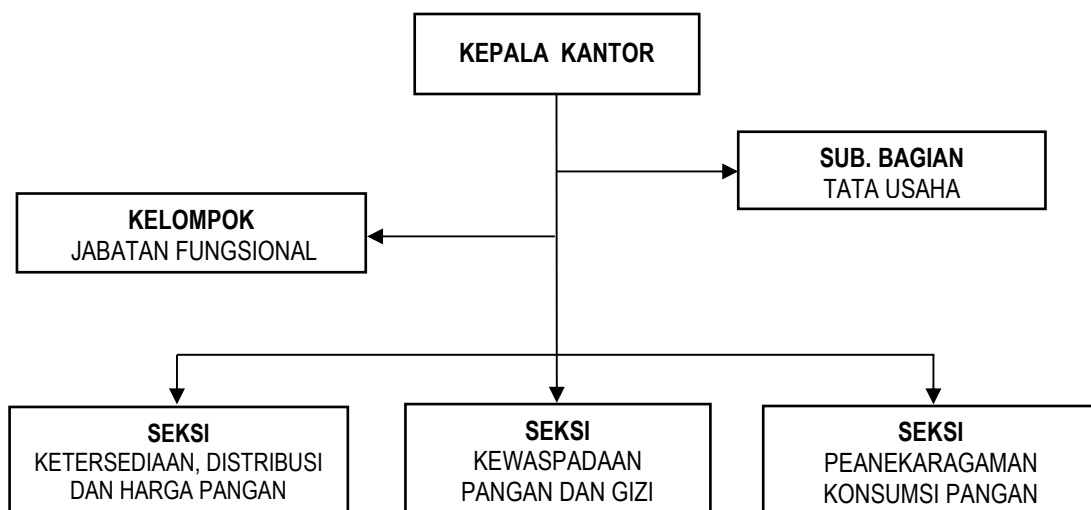 KEPALA KANTOR
SUB. BAGIAN
TATA USAHA
KELOMPOK
JABATAN FUNGSIONAL
SEKSI
KETERSEDIAAN, DISTRIBUSI
DAN HARGA PANGAN
SEKSI
KEWASPADAAN
PANGAN DAN GIZI
SEKSI
PEANEKARAGAMAN
KONSUMSI PANGAN